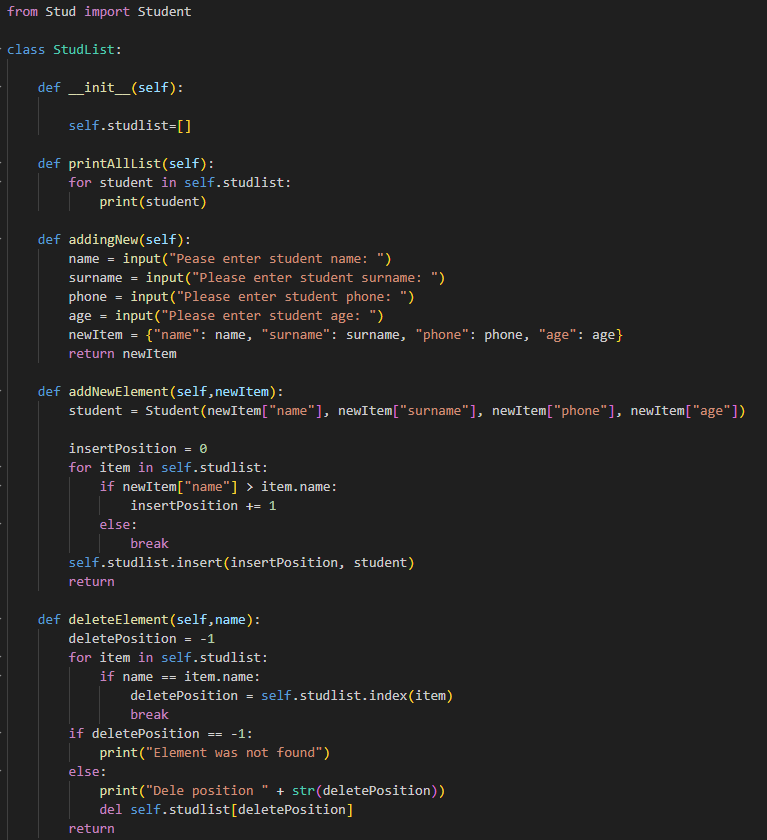 from Stud import Student
class StudList:
def __init__(self):
self.studlist=[]
def printAllList(self):
for student in self.studlist:
print(student)
def addingNew(self):
name = input("Pease enter student name: ")
surname = input("Please enter student surname: ")
phone = input("Please enter student phone: ")
age = input("Please enter student age: ")
newItem = {"name": name, "surname": surname, "phone": phone, "age": age}
return newItem
def addNewElement(self,newItem):
student = Student(newItem["name"], newItem["surname"], newItem["phone"], newItem["age"])
insertPosition = 0
for item in self.studlist:
if newItem["name"] > item.name:
insertPosition += 1
else:
break
self.studlist.insert(insertPosition, student)
return
def deleteElement(self,name):
deletePosition = -1
for item in self.studlist:
if name == item.name:
deletePosition = self.studlist.index(item)
break
if deletePosition == -1:
print("Element was not found")
else:
print("Dele position " + str(deletePosition))
del self.studlist[deletePosition]
return